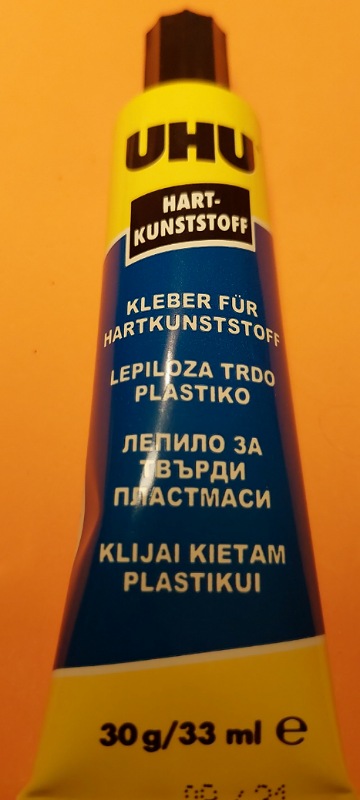 UHU
HART-
KUNSTSTOFF
KLEBER FÜR
HARTKUNSTSTOFF
LEPILOZA TRDO
PLASTIKO
ЛЕПИЛО ЗА
ТВЪРДИ
ПЛАСТМАСИ
KLIJAI KIETAM
PLASTIKUI
30g/33 ml ℮